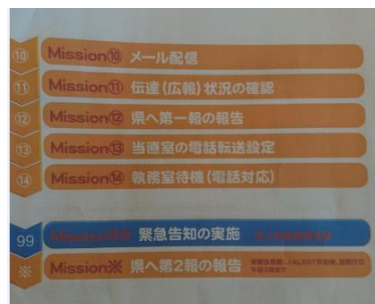 ⑩ Mission⑩ メール配信
⑪ Mission⑪ 伝達(広報)状況の確認
⑫ Mission⑫ 県へ第一報の報告
⑬ Mission⑬ 当直室の電話転送設定
⑭ Mission⑭ 執務室待機(電話対応)
99 Mission99 緊急告知の実施
※ Mission※ 県へ第2報の報告